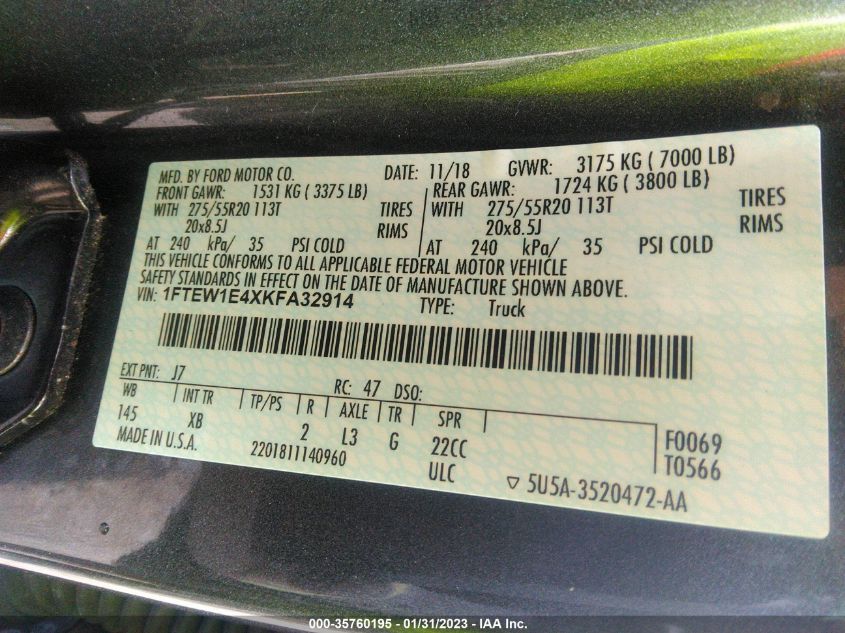 MFD. BY FORD MOTOR CO. DATE: 11/18 GVWR: 3175 KG ( 7000 LB)
FRONT GAWR: 1531 KG ( 3375 LB) REAR GAWR: 1724 KG ( 3800 LB)
WITH 275/55R20 113T TIRES WITH 275/55R20 113T TIRES
20x8.5J RIMS 20x8.5J RIMS
AT 240 kPa/ 35 PSI COLD AT 240 kPa/ 35 PSI COLD
THIS VEHICLE CONFORMS TO ALL APPLICABLE FEDERAL MOTOR VEHICLE
SAFETY STANDARDS IN EFFECT ON THE DATE OF MANUFACTURE SHOWN ABOVE.
VIN: 1FTEW1E4XKFA32914 TYPE: Truck
EXT PNT: J7 RC: 47 DSO:
WB INT TR TP/PS R AXLE TR SPR
145 XB 2 L3 G 22CC F0069
MADE IN U.S.A. 2201811140960 ULC T0566
▽ 5U5A-3520472-AA
000-35760195 - 01/31/2023 - IAA Inc.